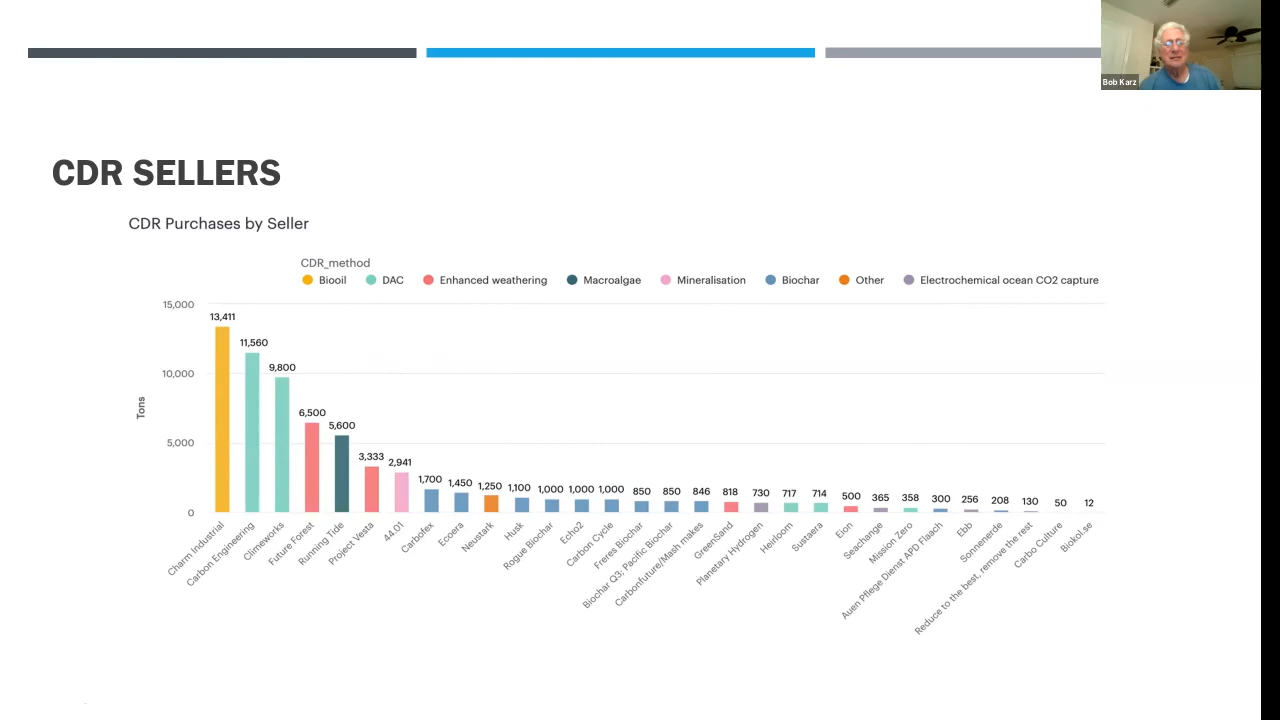 Bob Karz
CDR SELLERS
CDR Purchases by Seller
CDR_method
Biooil DAC Enhanced weathering Macroalgae Mineralisation Biochar Other Electrochemical ocean CO2 capture
Tons
15,000
10,000
5,000
0
13,411
11,560
9,800
6,500
5,600
3,333
2,941
1,700
1,450
1,250
1,100
1,000
1,000
1,000
850
850
846
818
730
717
714
500
365
358
300
256
208
130
50
12
Charm Industrial
Carbon Engineering
Climeworks
Future Forest
Running Tide
Project Vesta
44.01
Carbofex
Ecoera
Neustark
Husk
Rogue Biochar
Echo2
Carbon Cycle
Freres Biochar
Biochar Q3: Pacific Biochar
Carbonfuture/Mash makes
GreenSand
Planetary Hydrogen
Heirloom
Sustaera
Eion
Seachange
Mission Zero
Auen Pflege Dienst APD Flaach
Ebb
Sonnenerde
Reduce to the best, remove the rest
Carbo Culture
Biokol.se